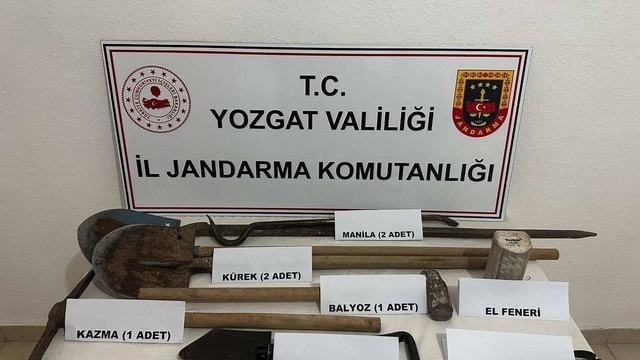 T.C.
YOZGAT VALİLİĞİ
İL JANDARMA KOMUTANLIĞI
JANDARMA
MANİLA (2 ADET)
KÜREK (2 ADET)
BALYOZ (1 ADET)
EL FENERİ
KAZMA (1 ADET)